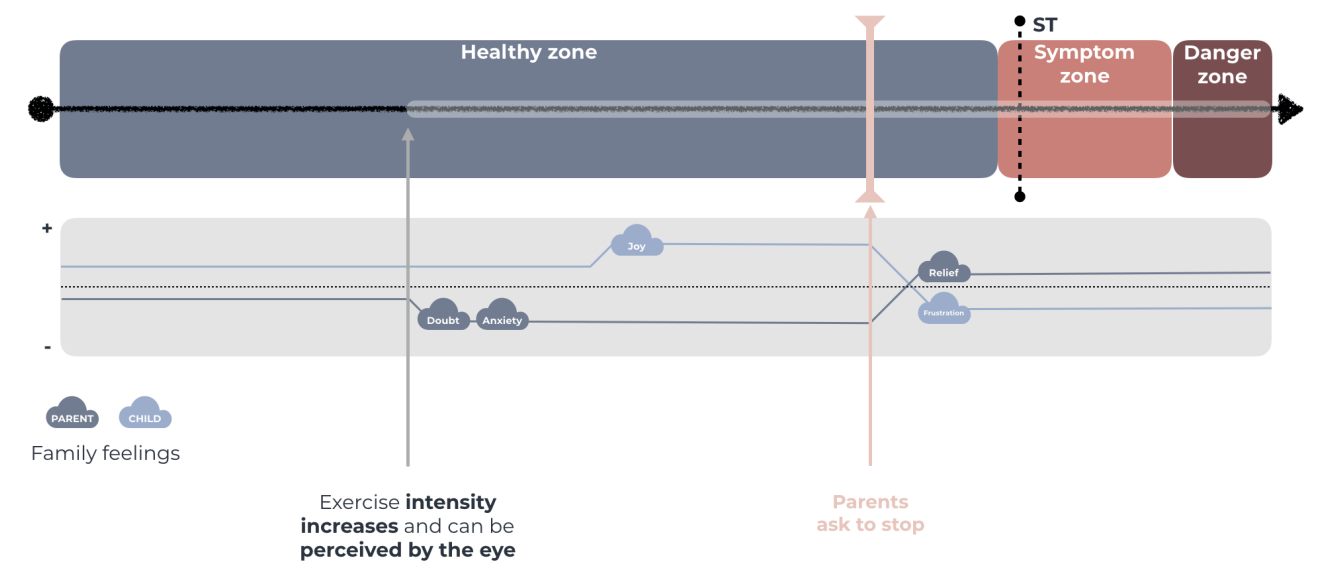 ST
Healthy zone
Symptom
zone
Danger
zone
+
Joy
Relief
Doubt
Anxiety
Frustration
-
PARENT
CHILD
Family feelings
Exercise intensity
increases and can be
perceived by the eye
Parents
ask to stop